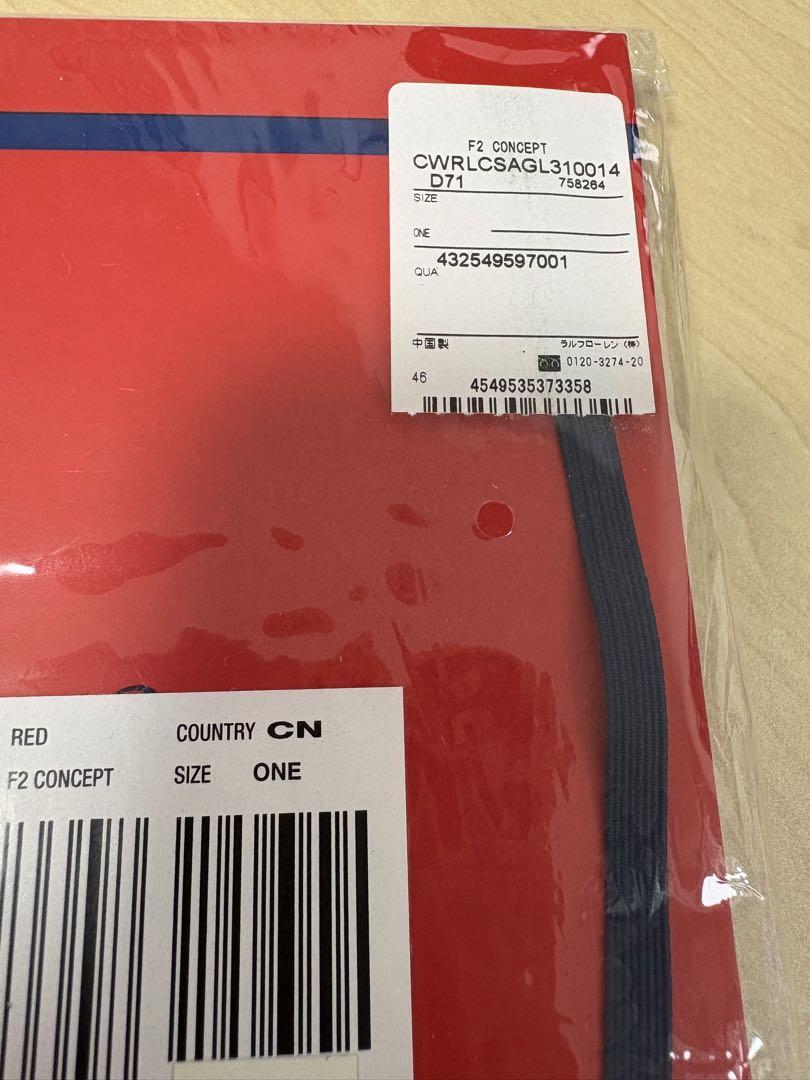 F2 CONCEPT
CWRLCSAGL310014
D71 758264
SIZE
ONE
432549597001
QUA
中国製 ラルフローレン(株)
0120-3274-20
46 4549535373358
RED COUNTRY CN
F2 CONCEPT SIZE ONE